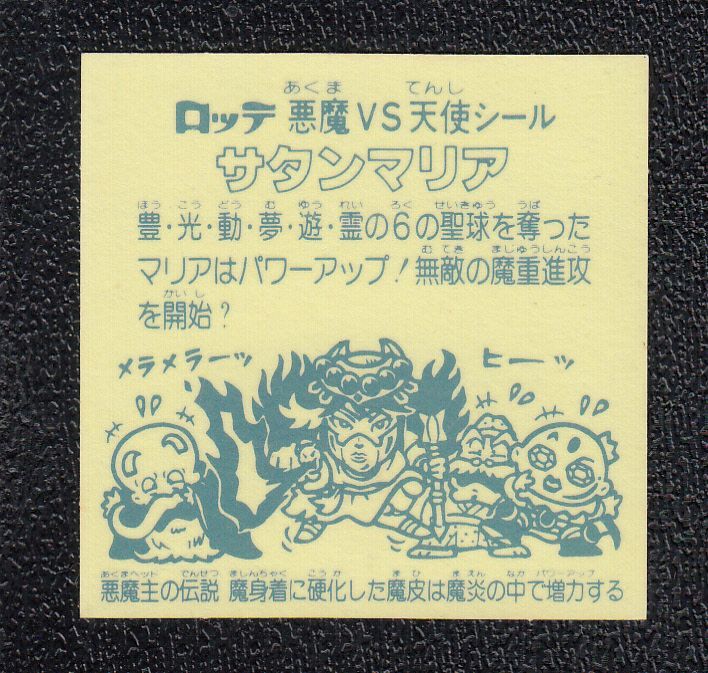 あくま てんし
ロッテ 悪魔VS天使シール
サタンマリア
ほう こう どう む ゆう れい ろく せいきゅう うば
豊・光・動・夢・遊・霊の6の聖球を奪った
むてき まじゅうしんこう
マリアはパワーアップ!無敵の魔重進攻
かいし
を開始?
メラメラーッ
ヒーッ
あくまヘッド でんせつ ましんちゃく こうか まひ まえん なか パワーアップ
悪魔主の伝説 魔身着に硬化した魔皮は魔炎の中で増力する